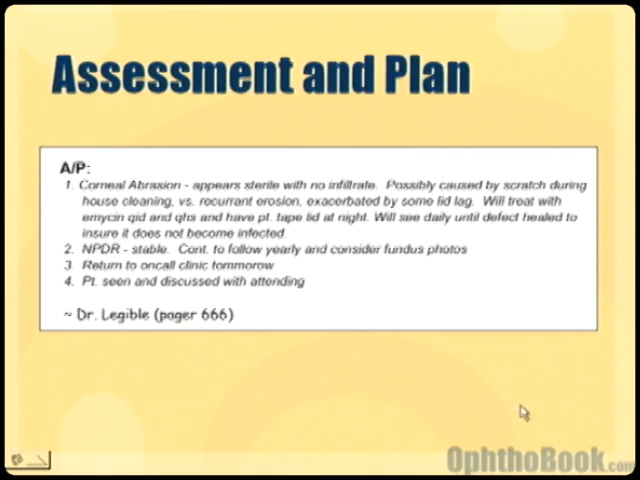 Assessment and Plan
A/P:
1. Corneal Abrasion - appears sterile with no infiltrate. Possibly caused by scratch during
house cleaning, vs. recurrant erosion, exacerbated by some lid lag. Will treat with
emycin qid and qhs and have pt. tape lid at night. Will see daily until defect healed to
insure it does not become infected.
2. NPDR - stable. Cont. to follow yearly and consider fundus photos
3. Return to oncall clinic tommorow
4. Pt. seen and discussed with attending
~ Dr. Legible (pager 666)
OphthoBook.com